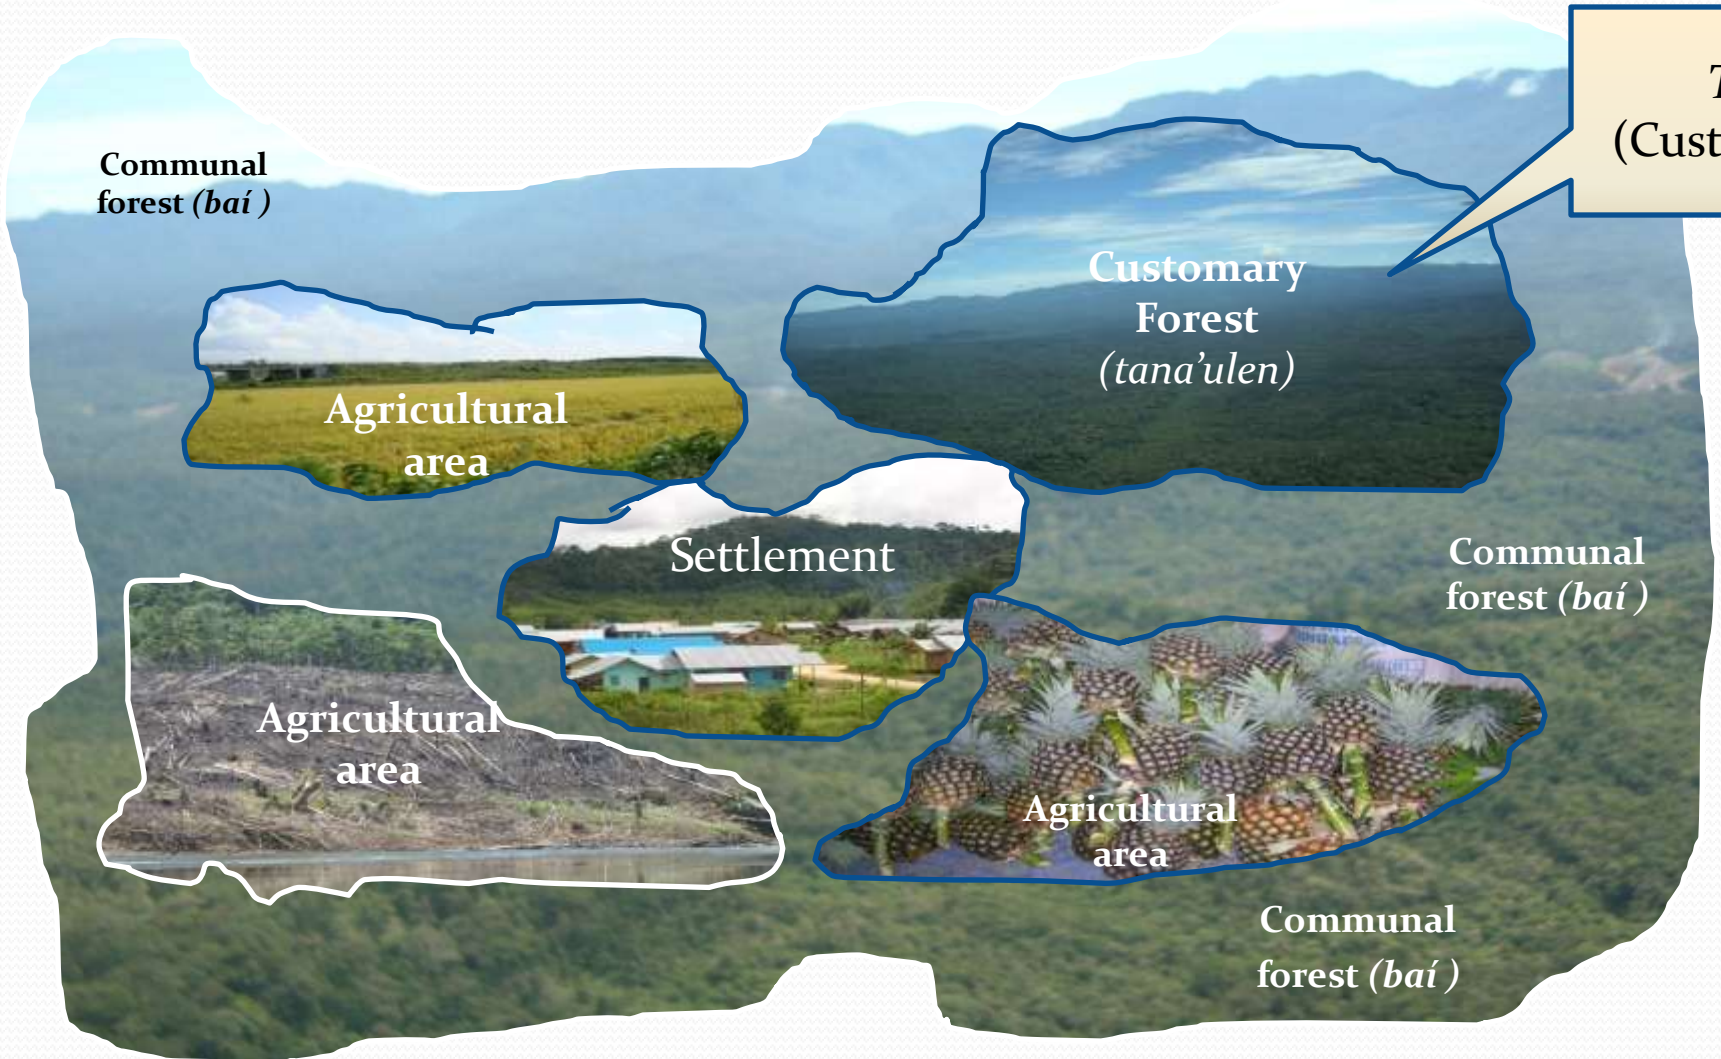 Communal
forest (baí )
(Cust
Customary
Forest
(tana’ulen)
Agricultural
area
Settlement
Communal
forest (baí )
Agricultural
area
Agricultural
area
Communal
forest (baí )